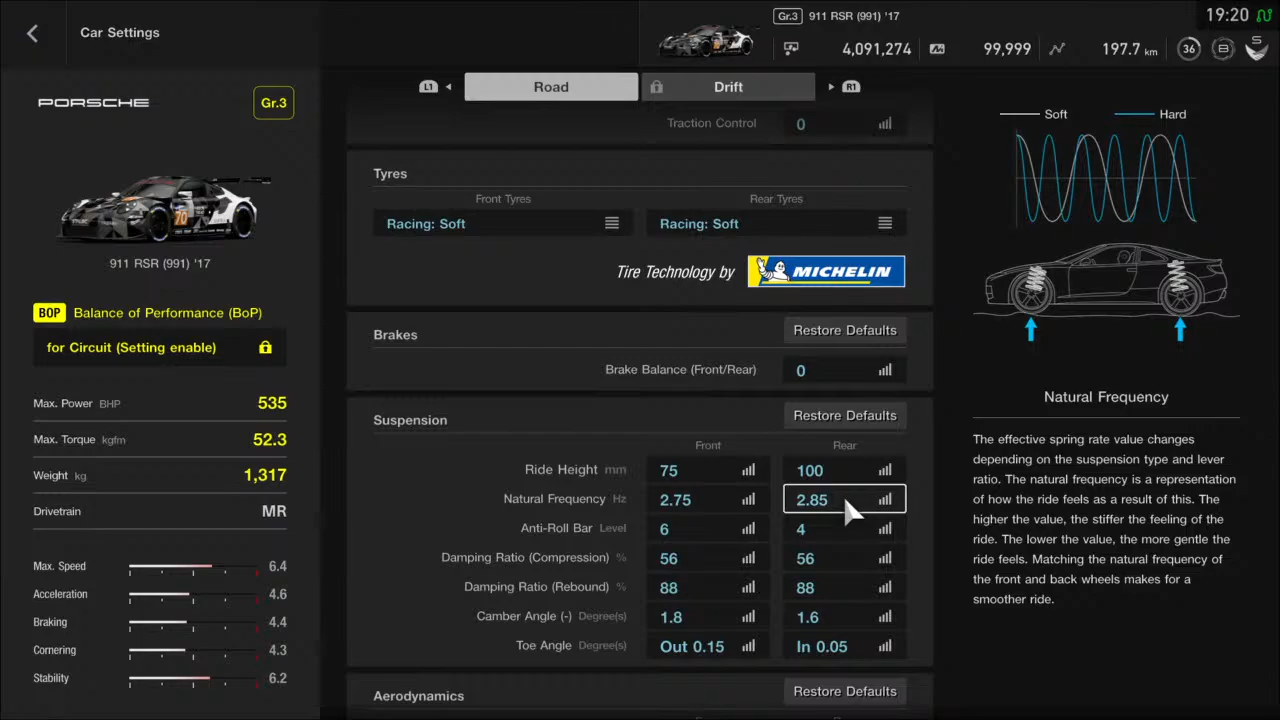 Car Settings
Gr.3 911 RSR (991) '17
4,091,274 99,999 197.7 km 36 B S
19:20
PORSCHE Gr.3
911 RSR (991) '17
BOP Balance of Performance (BoP)
for Circuit (Setting enable)
Max. Power BHP 535
Max. Torque kgfm 52.3
Weight kg 1,317
Drivetrain MR
Max. Speed 6.4
Acceleration 4.6
Braking 4.4
Cornering 4.3
Stability 6.2
L1 Road Drift R1
Traction Control 0
Tyres
Front Tyres Rear Tyres
Racing: Soft Racing: Soft
Tire Technology by MICHELIN
Brakes Restore Defaults
Brake Balance (Front/Rear) 0
Suspension Restore Defaults
Front Rear
Ride Height mm 75 100
Natural Frequency Hz 2.75 2.85
Anti-Roll Bar Level 6 4
Damping Ratio (Compression) % 56 56
Damping Ratio (Rebound) % 88 88
Camber Angle (-) Degree(s) 1.8 1.6
Toe Angle Degree(s) Out 0.15 In 0.05
Aerodynamics Restore Defaults
Soft Hard
Natural Frequency
The effective spring rate value changes
depending on the suspension type and lever
ratio. The natural frequency is a representation
of how the ride feels as a result of this. The
higher the value, the stiffer the feeling of the
ride. The lower the value, the more gentle the
ride feels. Matching the natural frequency of
the front and back wheels makes for a
smoother ride.